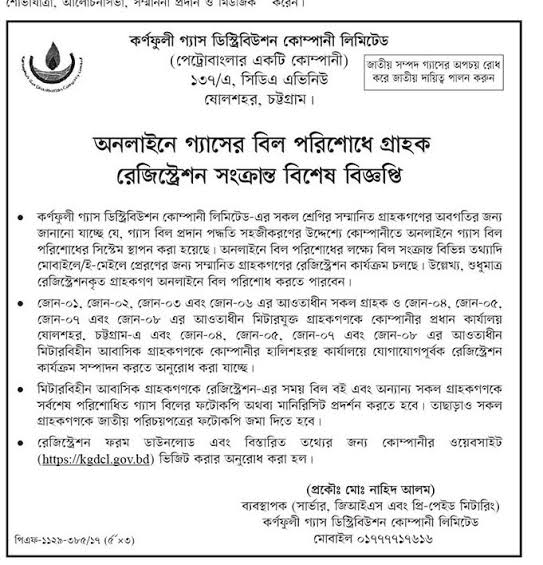 শোভাযাত্রা, আলোচনাসভা, সম্মাননা প্রদান ও মিউজিক করেন।
কর্ণফুলী গ্যাস ডিস্ট্রিবিউশন কোম্পানী লিমিটেড
(পেট্রোবাংলার একটি কোম্পানী)
১৩৭/এ, সিডিএ এভিনিউ
ষোলশহর, চট্টগ্রাম।
জাতীয় সম্পদ গ্যাসের অপচয় রোধ
করে জাতীয় দায়িত্ব পালন করুন
অনলাইনে গ্যাসের বিল পরিশোধে গ্রাহক
রেজিস্ট্রেশন সংক্রান্ত বিশেষ বিজ্ঞপ্তি
● কর্ণফুলী গ্যাস ডিস্ট্রিবিউশন কোম্পানী লিমিটেড-এর সকল শ্রেণির সম্মানিত গ্রাহকগণের অবগতির জন্য
জানানো যাচ্ছে যে, গ্যাস বিল প্রদান পদ্ধতি সহজীকরণের উদ্দেশ্যে কোম্পানীতে অনলাইনে গ্যাস বিল
পরিশোধের সিস্টেম স্থাপন করা হয়েছে। অনলাইনে বিল পরিশোধের লক্ষ্যে বিল সংক্রান্ত বিভিন্ন তথ্যাদি
মোবাইলে/ই-মেইলে প্রেরণের জন্য সম্মানিত গ্রাহকগণের রেজিস্ট্রেশন কার্যক্রম চলছে। উল্লেখ্য, শুধুমাত্র
রেজিস্ট্রেশনকৃত গ্রাহকগণ অনলাইনে বিল পরিশোধ করতে পারবেন।
● জোন-০১, জোন-০২, জোন-০৩ এবং জোন-০৬ এর আওতাধীন সকল গ্রাহক ও জোন-০৪, জোন-০৫,
জোন-০৭ এবং জোন-০৮ এর আওতাধীন মিটারযুক্ত গ্রাহকগণকে কোম্পানীর প্রধান কার্যালয়
ষোলশহর, চট্টগ্রাম-এ এবং জোন-০৪, জোন-০৫, জোন-০৭ এবং জোন-০৮ এর আওতাধীন
মিটারবিহীন আবাসিক গ্রাহকগণকে কোম্পানীর হালিশহরস্থ কার্যালয়ে যোগাযোগপূর্বক রেজিস্ট্রেশন
কার্যক্রম সম্পাদন করতে অনুরোধ করা যাচ্ছে।
● মিটারবিহীন আবাসিক গ্রাহকগণকে রেজিস্ট্রেশন-এর সময় বিল বই এবং অন্যান্য সকল গ্রাহকগণকে
সর্বশেষ পরিশোধিত গ্যাস বিলের ফটোকপি অথবা মানিরিসিট প্রদর্শন করতে হবে। তাছাড়াও সকল
গ্রাহকগণকে জাতীয় পরিচয়পত্রের ফটোকপি জমা দিতে হবে।
● রেজিস্ট্রেশন ফরম ডাউনলোড এবং বিস্তারিত তথ্যের জন্য কোম্পানীর ওয়েবসাইট
(https://kgdcl.gov.bd) ভিজিট করার অনুরোধ করা হল।
(প্রকৌঃ মোঃ নাহিদ আলম)
ব্যবস্থাপক (সার্ভার, জিআইএস এবং প্রি-পেইড মিটারিং)
কর্ণফুলী গ্যাস ডিস্ট্রিবিউশন কোম্পানী লিমিটেড
মোবাইল ০১৭৭৭৭১৭৬১৬
পিএফ-১১২৯-৩৮৫/১৭ (৫˝×৩)